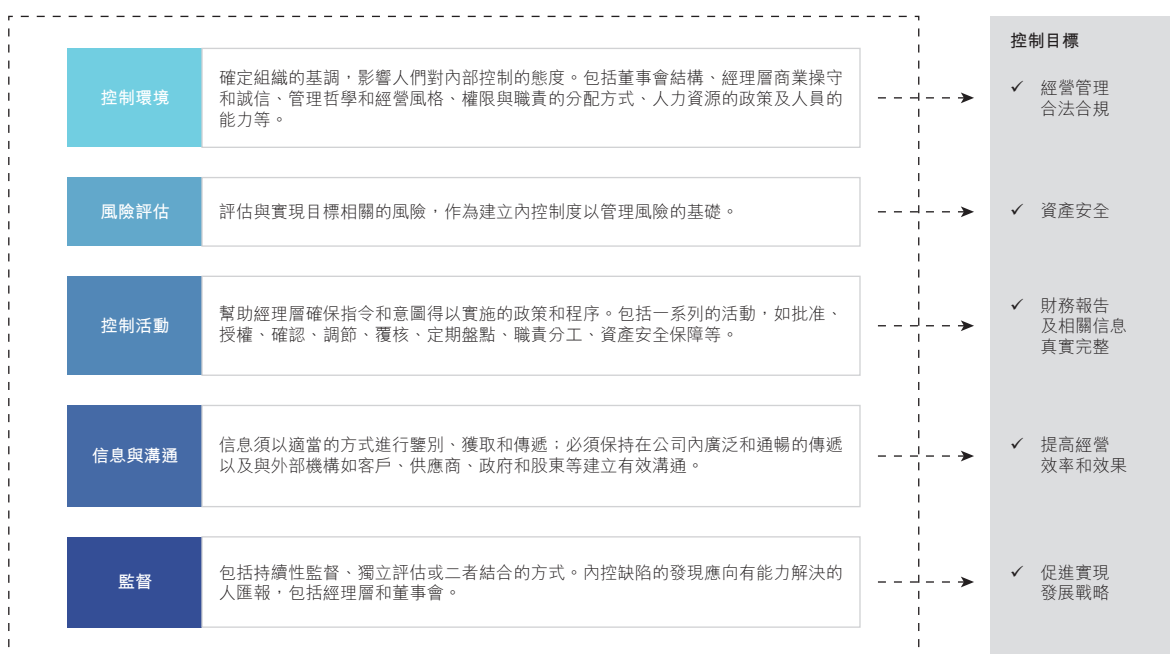 控制環境
確定組織的基調，影響人們對內部控制的態度。包括董事會結構、經理層商業操守
和誠信、管理哲學和經營風格、權限與職責的分配方式、人力資源的政策及人員的
能力等。
風險評估
評估與實現目標相關的風險，作為建立內控制度以管理風險的基礎。
控制活動
幫助經理層確保指令和意圖得以實施的政策和程序。包括一系列的活動，如批准、
授權、確認、調節、覆核、定期盤點、職責分工、資產安全保障等。
信息與溝通
信息須以適當的方式進行鑒別、獲取和傳遞；必須保持在公司內廣泛和通暢的傳遞
以及與外部機構如客戶、供應商、政府和股東等建立有效溝通。
監督
包括持續性監督、獨立評估或二者結合的方式。內控缺陷的發現應向有能力解決的
人匯報，包括經理層和董事會。
控制目標
✓ 經營管理
合法合規
✓ 資產安全
✓ 財務報告
及相關信息
真實完整
✓ 提高經營
效率和效果
✓ 促進實現
發展戰略